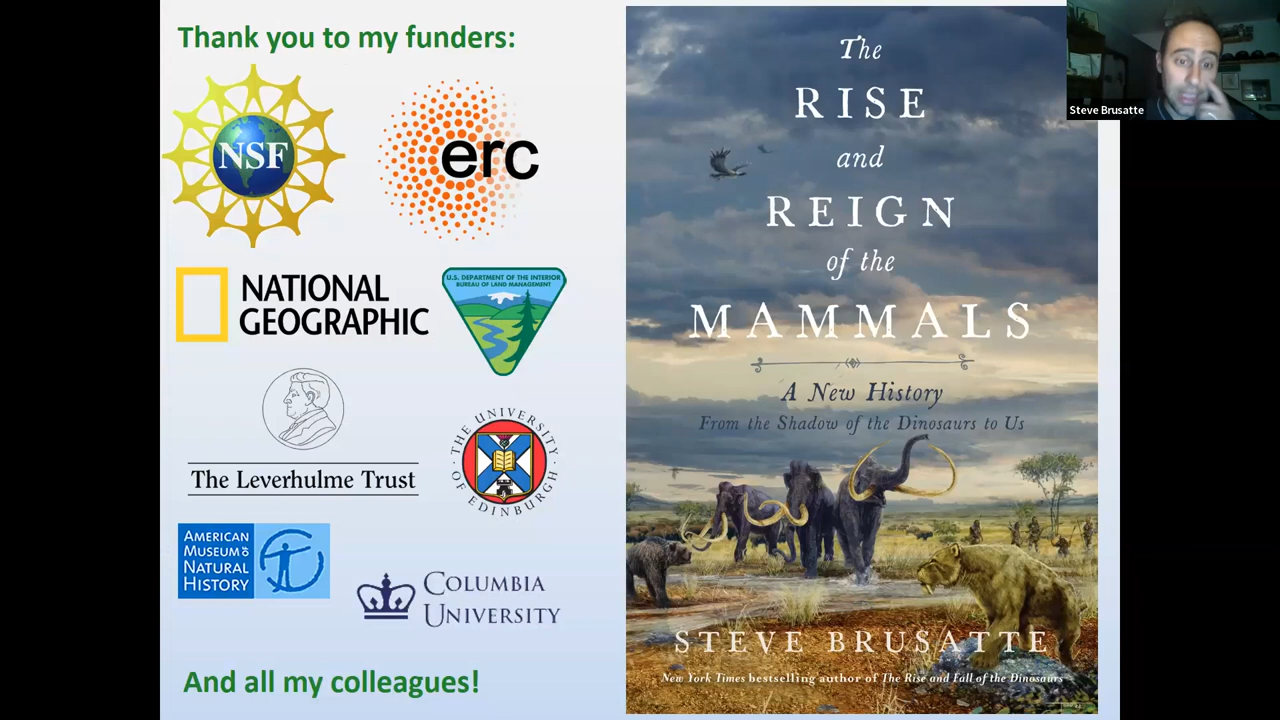 Thank you to my funders:
NSF
erc
NATIONAL
GEOGRAPHIC
U.S. DEPARTMENT OF THE INTERIOR
BUREAU OF LAND MANAGEMENT
The Leverhulme Trust
THE UNIVERSITY
OF EDINBURGH
AMERICAN
MUSEUM ð
NATURAL
HISTORY
COLUMBIA
UNIVERSITY
And all my colleagues!
The
RISE
and
REIGN
of the
MAMMALS
A New History
From the Shadow of the Dinosaurs to Us
STEVE BRUSATTE
New York Times bestselling author of The Rise and Fall of the Dinosaurs
Steve Brusatte